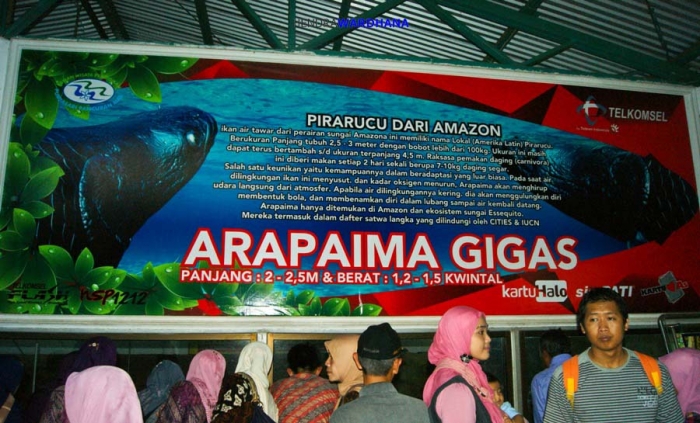 WARDHANA
PIRARUCU DARI AMAZON
TELKOMSEL
ikan air tawar dari perairan sungai Amazona ini memiliki nama Lokal (Amerika Latin) Pirarucu.
Berukuran Panjang tubuh 2,5 - 3 meter dengan bobot lebih dari 100kg. Ukuran ini masih
dapat terus bertambah s/d ukuran terpanjang 4,5 m. Raksasa pemakan daging (carnivora)
ini diberi makan setiap 2 hari sekali berupa 7-10kg daging segar.
Salah satu keunikan yaitu kemampuannya dalam beradaptasi yang luar biasa. Pada saat air
dilingkungan ikan ini menyusut. dan kadar oksigen menurun, Arapaima akan menghirup
udara langsung dari atmosfer. Apabila air dilingkungannya kering. dia akan menggulungkan diri
membentuk bola, dan membenamkan diri dalam lubang sampai air kembali datang.
Arapaima hanya ditemukan di Amazon dan ekosistem sungai Essequito.
Mereka termasuk dalam dafter satwa langka yang dilindungi oleh CITIES & IUCN
ARAPAIMA GIGAS
PANJANG : 2 - 2,5M & BERAT : 1,2 - 1,5 KWINTAL
FLASH RSP1212
kartuHalo